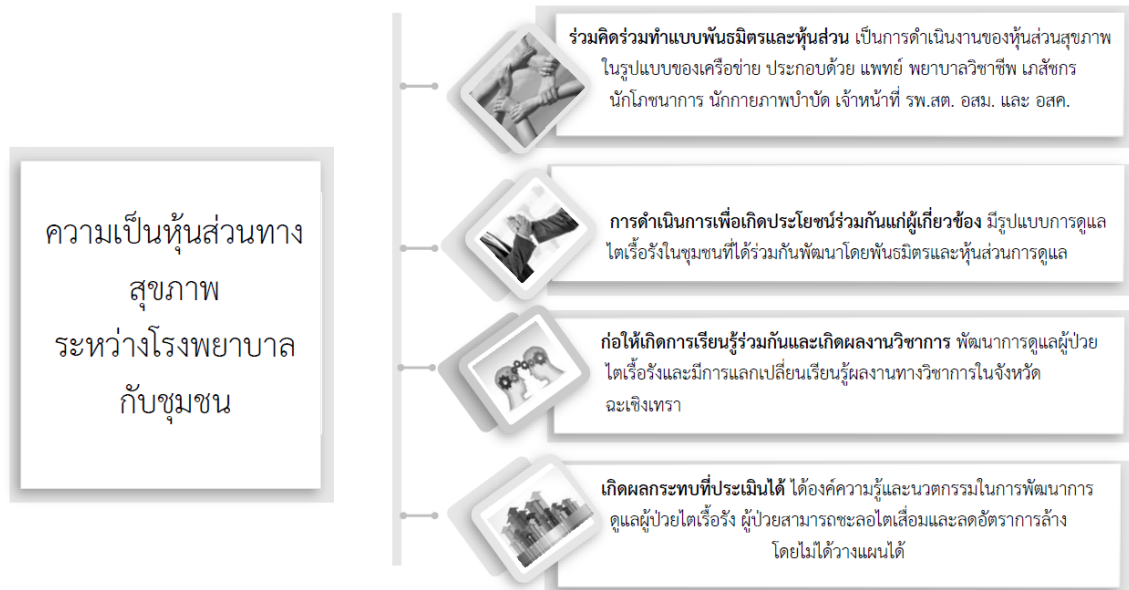 ความเป็นหุ้นส่วนทาง
สุขภาพ
ระหว่างโรงพยาบาล
กับชุมชน
ร่วมคิดร่วมทำแบบพันธมิตรและหุ้นส่วน เป็นการดำเนินงานของหุ้นส่วนสุขภาพ
ในรูปแบบของเครือข่าย ประกอบด้วย แพทย์ พยาบาลวิชาชีพ เภสัชกร
นักโภชนาการ นักกายภาพบำบัด เจ้าหน้าที่ รพ.สต. อสม. และ อสค.
การดำเนินการเพื่อเกิดประโยชน์ร่วมกันแก่ผู้เกี่ยวข้อง มีรูปแบบการดูแล
ไตเรื้อรังในชุมชนที่ได้ร่วมกันพัฒนาโดยพันธมิตรและหุ้นส่วนการดูแล
ก่อให้เกิดการเรียนรู้ร่วมกันและเกิดผลงานวิชาการ พัฒนาการดูแลผู้ป่วย
ไตเรื้อรังและมีการแลกเปลี่ยนเรียนรู้ผลงานทางวิชาการในจังหวัด
ฉะเชิงเทรา
เกิดผลกระทบที่ประเมินได้ ได้องค์ความรู้และนวตกรรมในการพัฒนาการ
ดูแลผู้ป่วยไตเรื้อรัง ผู้ป่วยสามารถชะลอไตเสื่อมและลดอัตราการล้าง
โดยไม่ได้วางแผนได้